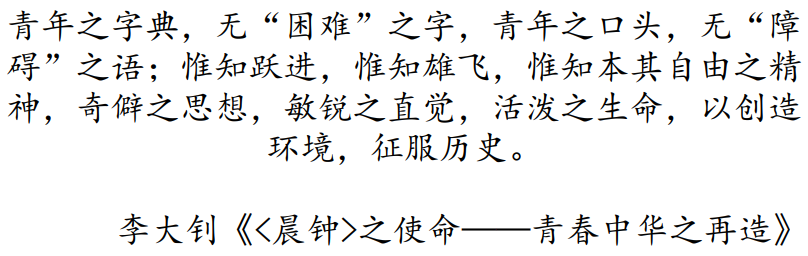 青年之字典，无“困难”之字，青年之口头，无“障
碍”之语；惟知跃进，惟知雄飞，惟知本其自由之精
神，奇僻之思想，敏锐之直觉，活泼之生命，以创造
环境，征服历史。
李大钊《<晨钟>之使命——青春中华之再造》